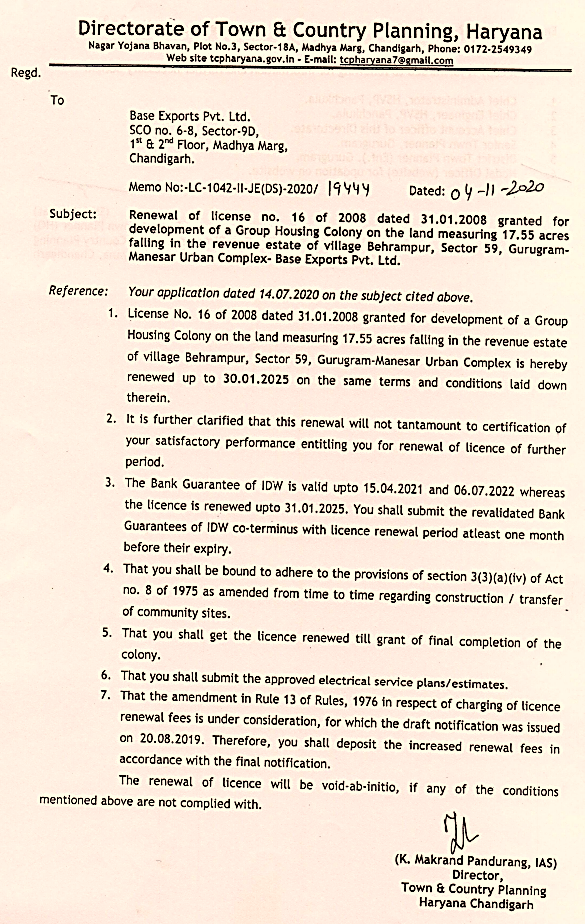 Directorate of Town & Country Planning, Haryana
Nagar Yojana Bhavan, Plot No.3, Sector-18A, Madhya Marg, Chandigarh, Phone: 0172-2549349
Web site tcpharyana.gov.in - E-mail: tcpharyana7@gmail.com
Regd.
To
Base Exports Pvt. Ltd.
SCO no. 6-8, Sector-9D,
1st & 2nd Floor, Madhya Marg,
Chandigarh.
Memo No:-LC-1042-II-JE(DS)-2020/ 19444 Dated: 04-11-2020
Subject: Renewal of license no. 16 of 2008 dated 31.01.2008 granted for
development of a Group Housing Colony on the land measuring 17.55 acres
falling in the revenue estate of village Behrampur, Sector 59, Gurugram-
Manesar Urban Complex- Base Exports Pvt. Ltd.
Reference: Your application dated 14.07.2020 on the subject cited above.
1. License No. 16 of 2008 dated 31.01.2008 granted for development of a Group
Housing Colony on the land measuring 17.55 acres falling in the revenue estate
of village Behrampur, Sector 59, Gurugram-Manesar Urban Complex is hereby
renewed up to 30.01.2025 on the same terms and conditions laid down
therein.
2. It is further clarified that this renewal will not tantamount to certification of
your satisfactory performance entitling you for renewal of licence of further
period.
3. The Bank Guarantee of IDW is valid upto 15.04.2021 and 06.07.2022 whereas
the licence is renewed upto 31.01.2025. You shall submit the revalidated Bank
Guarantees of IDW co-terminus with licence renewal period atleast one month
before their expiry.
4. That you shall be bound to adhere to the provisions of section 3(3)(a)(iv) of Act
no. 8 of 1975 as amended from time to time regarding construction / transfer
of community sites.
5. That you shall get the licence renewed till grant of final completion of the
colony.
6. That you shall submit the approved electrical service plans/estimates.
7. That the amendment in Rule 13 of Rules, 1976 in respect of charging of licence
renewal fees is under consideration, for which the draft notification was issued
on 20.08.2019. Therefore, you shall deposit the increased renewal fees in
accordance with the final notification.
The renewal of licence will be void-ab-initio, if any of the conditions
mentioned above are not complied with.
(K. Makrand Pandurang, IAS)
Director,
Town & Country Planning
Haryana Chandigarh